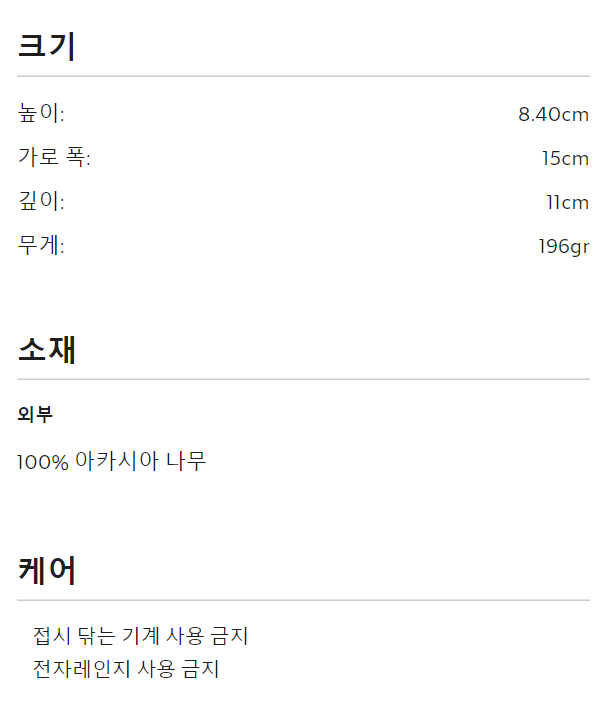 크기
높이: 8.40cm
가로 폭: 15cm
깊이: 11cm
무게: 196gr
소재
외부
100% 아카시아 나무
케어
접시 닦는 기계 사용 금지
전자레인지 사용 금지